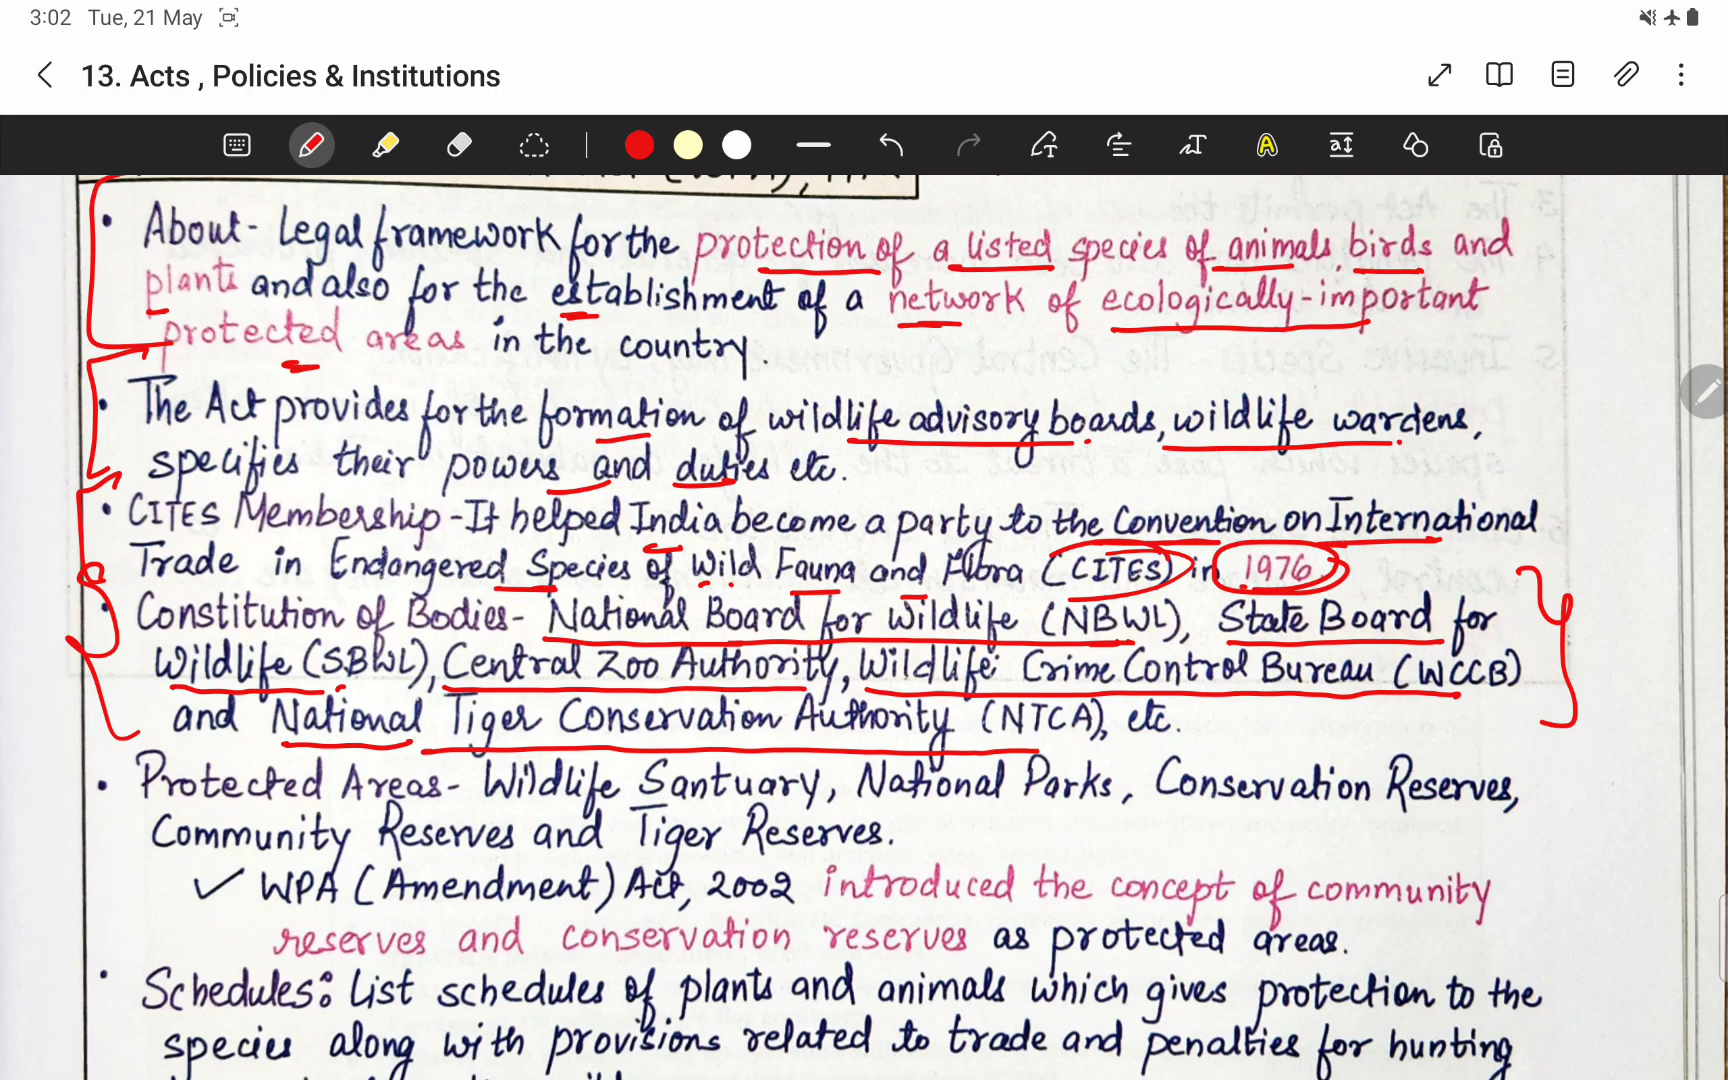 3:02 Tue, 21 May
13. Acts , Policies & Institutions
• About- Legal framework for the protection of a listed species of animals, birds and
plants and also for the establishment of a network of ecologically-important
protected areas in the country.
• The Act provides for the formation of wildlife advisory boards, wildlife wardens,
specifies their powers and duties etc.
• CITES Membership - It helped India become a party to the Convention on International
Trade in Endangered Species of Wild Fauna and Flora (CITES) in 1976
• Constitution of Bodies- National Board for Wildlife (NBWL), State Board for
Wildlife (SBWL), Central Zoo Authority, Wildlife Crime Control Bureau (WCCB)
and National Tiger Conservation Authority (NTCA), etc.
• Protected Areas- Wildlife Santuary, National Parks, Conservation Reserves,
Community Reserves and Tiger Reserves.
✓ WPA (Amendment) Act, 2002 introduced the concept of community
reserves and conservation reserves as protected areas.
• Schedules: List schedules of plants and animals which gives protection to the
species along with provisions related to trade and penalties for hunting